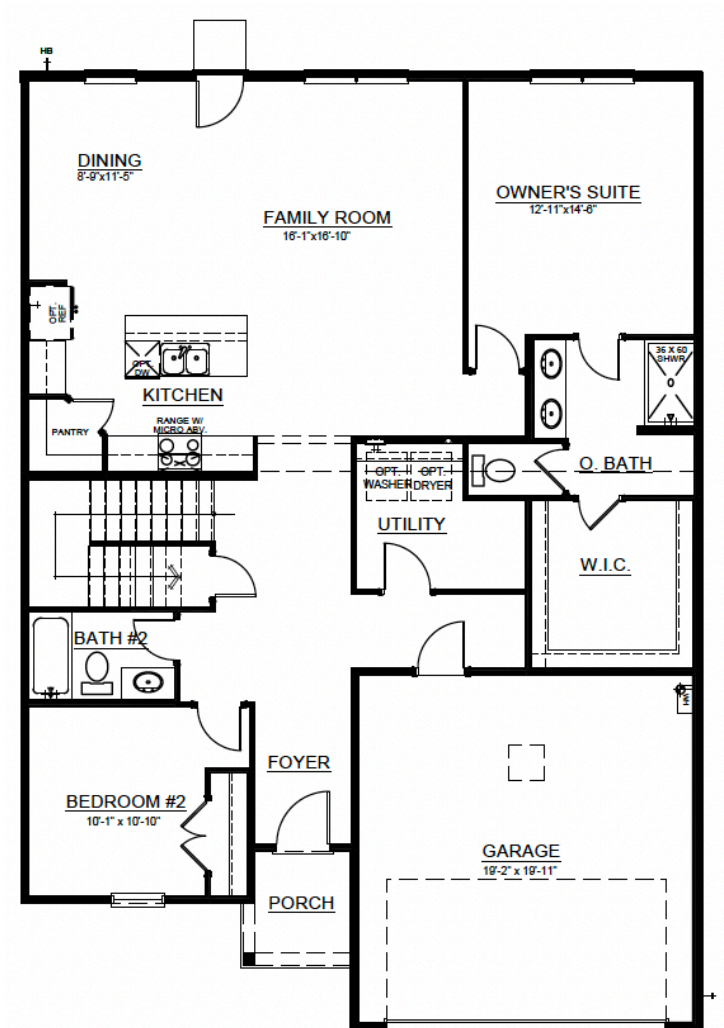 HB
DINING
8'-9"x11'-5"
OWNER'S SUITE
12'-11"x14'-6"
FAMILY ROOM
16'-1"x16'-10"
OPT.
REF
36 X 60
SHWR
OPT.
DW
KITCHEN
RANGE W/
MICRO ABV.
PANTRY
O. BATH
OPT.
WASHER
OPT.
DRYER
UTILITY
W.I.C.
BATH #2
HW
FOYER
BEDROOM #2
10'-1" x 10'-10"
GARAGE
19'-2" x 19'-11"
PORCH